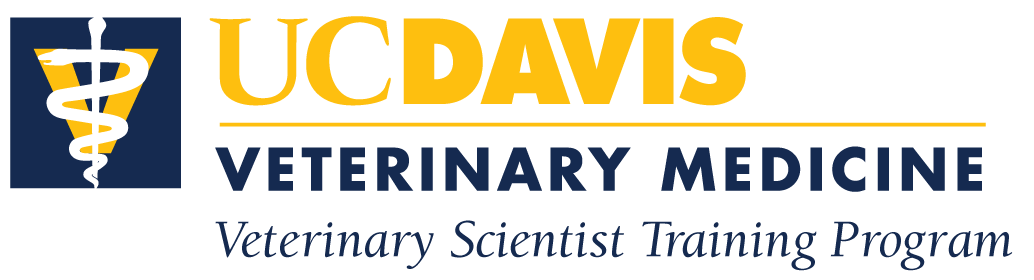 UCDAVIS
VETERINARY MEDICINE
Veterinary Scientist Training Program